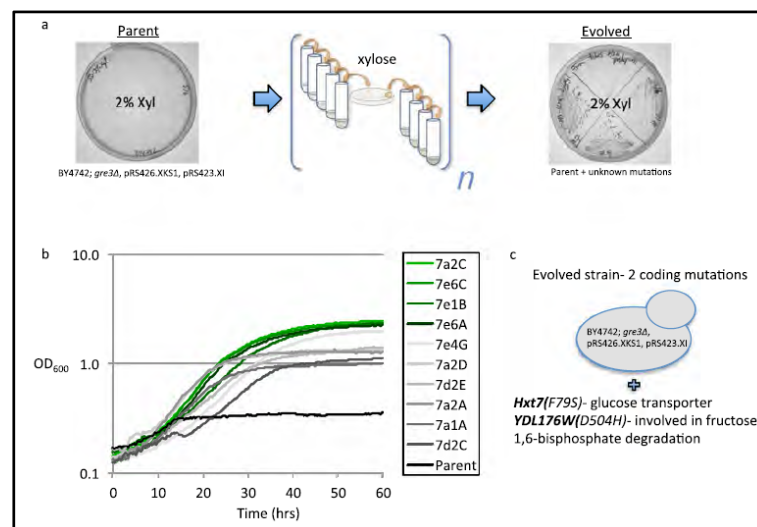 a
Parent
2% Xyl
BY4742; gre3Δ, pRS426.XKS1, pRS423.XI
xylose
n
Evolved
2% Xyl
Parent + unknown mutations
b
10.0
1.0
0.1
OD600
0 10 20 30 40 50 60
Time (hrs)
7a2C
7e6C
7e1B
7e6A
7e4G
7a2D
7d2E
7a2A
7a1A
7d2C
Parent
c
Evolved strain- 2 coding mutations
BY4742; gre3Δ,
pRS426.XKS1, pRS423.XI
Hxt7(F79S)- glucose transporter
YDL176W(D504H)- involved in fructose
1,6-bisphosphate degradation